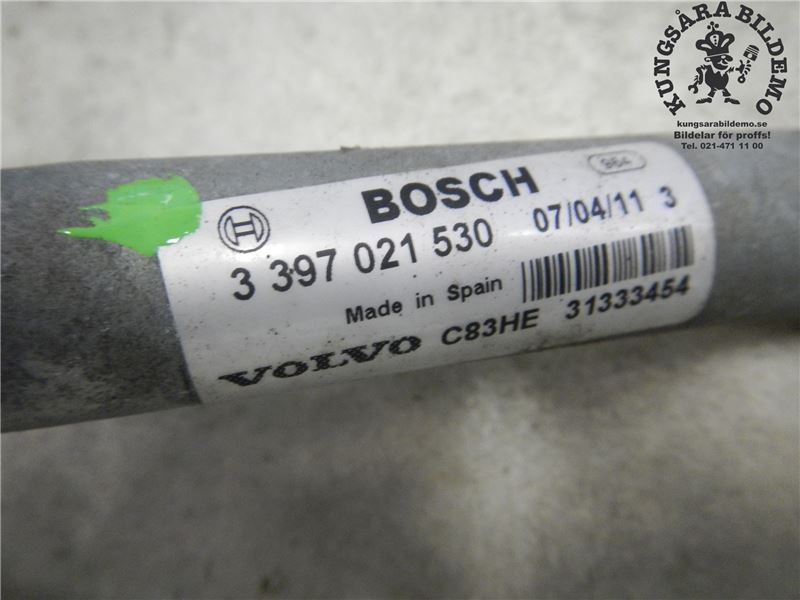 KUNGSÅRA BILDEMO
kungsarabildemo.se
Bildelar för proffs!
Tel. 021-471 11 00
964
BOSCH
3 397 021 530 07/04/11 3
Made in Spain
VOLVO C83HE 31333454